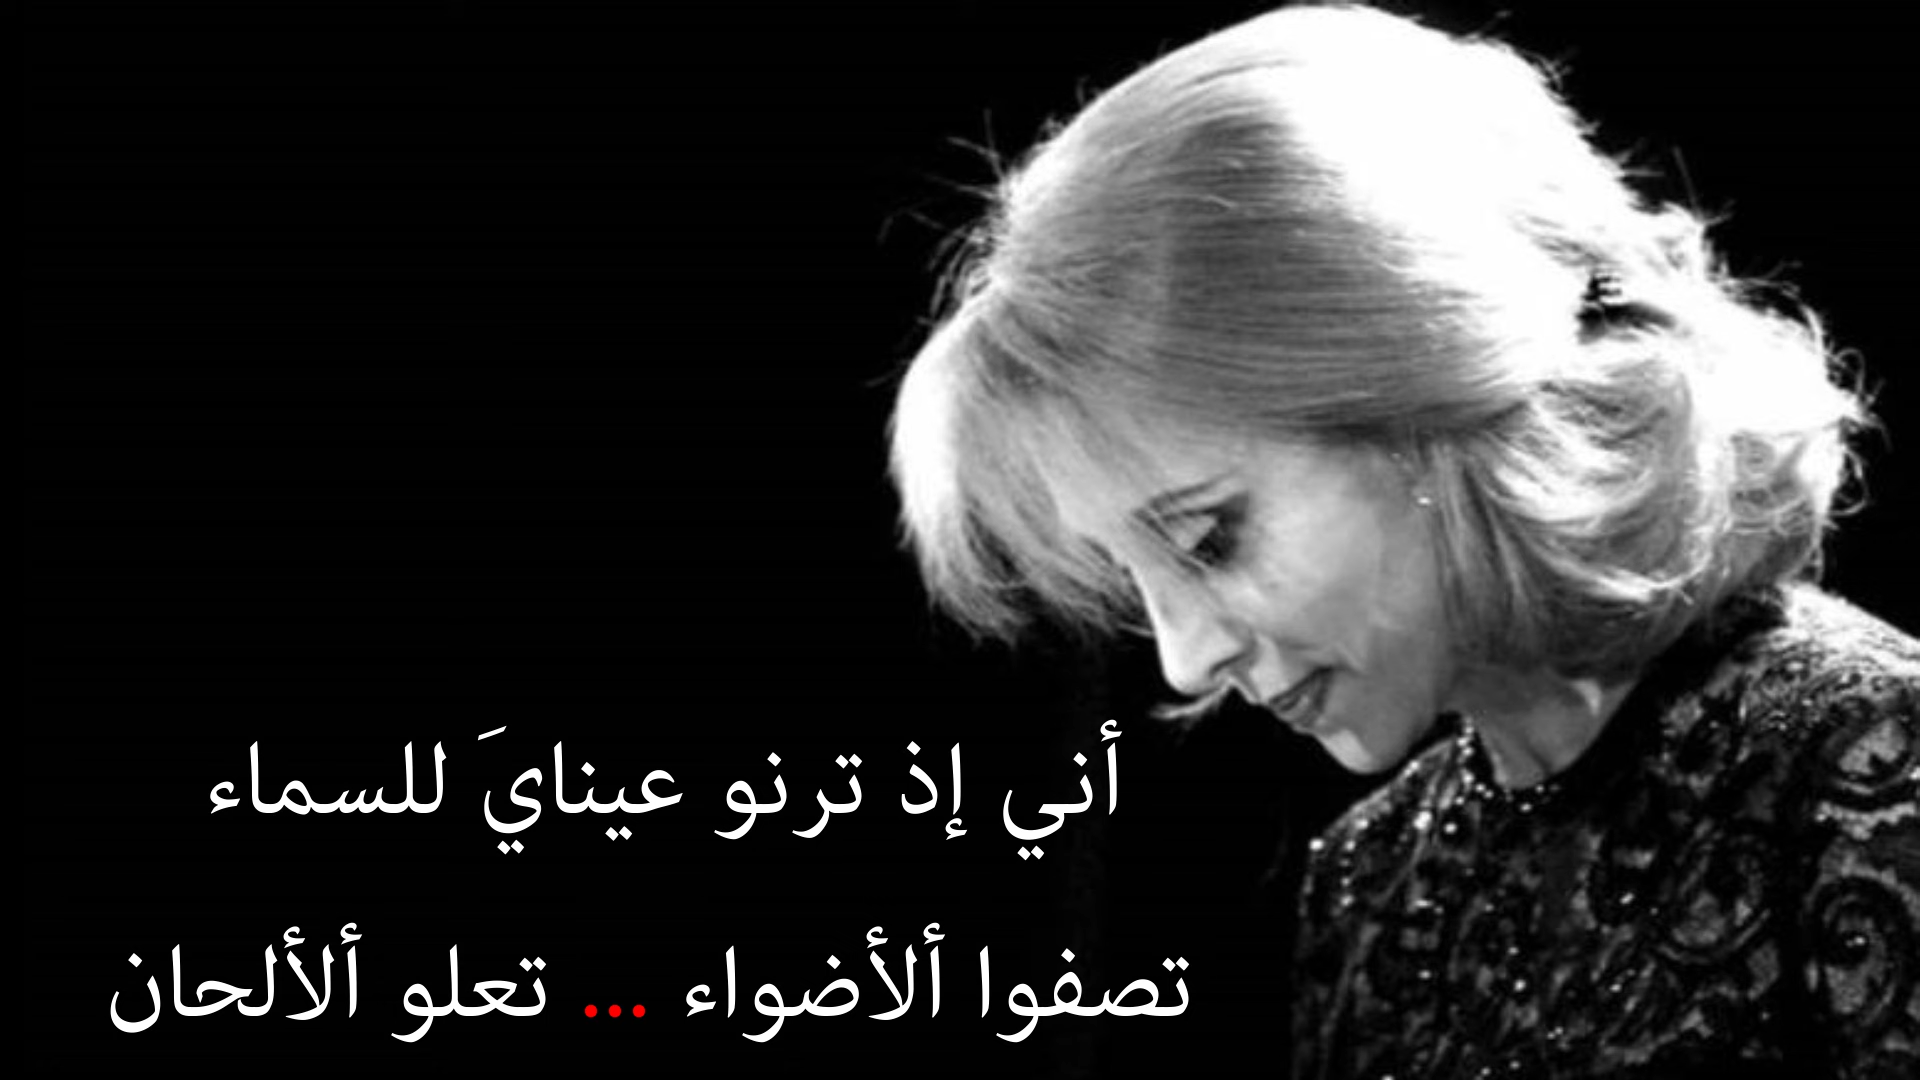 أني إذ ترنو عينايَ للسماء
تصفوا ألأضواء ... تعلو ألألحان